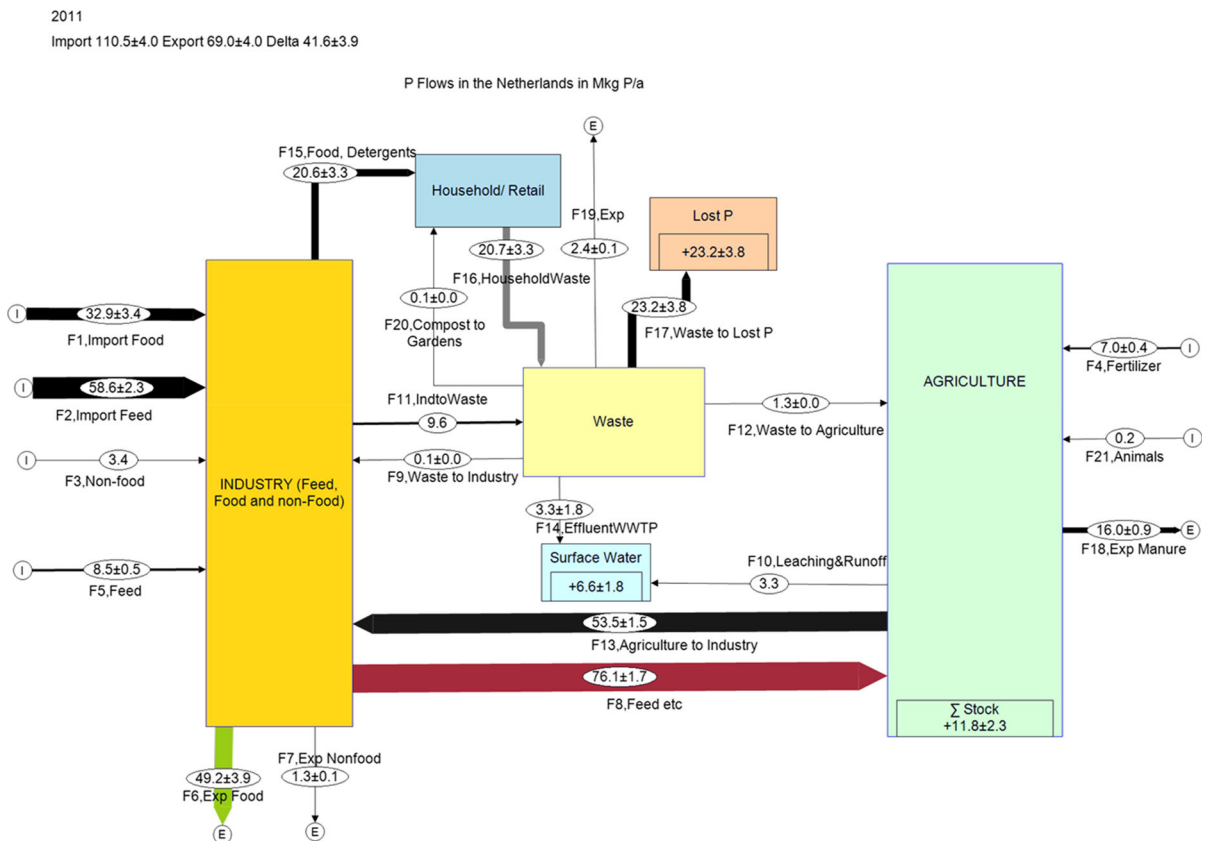 2011
Import 110.5±4.0 Export 69.0±4.0 Delta 41.6±3.9
P Flows in the Netherlands in Mkg P/a
E
F15,Food, Detergents
20.6±3.3
Household/ Retail
F19,Exp
2.4±0.1
Lost P
+23.2±3.8
20.7±3.3
F16,HouseholdWaste
0.1±0.0
F20,Compost to
Gardens
23.2±3.8
F17,Waste to Lost P
I
32.9±3.4
F1,Import Food
I
58.6±2.3
F2,Import Feed
I
3.4
F3,Non-food
I
8.5±0.5
F5,Feed
INDUSTRY (Feed,
Food and non-Food)
F11,IndtoWaste
9.6
0.1±0.0
F9,Waste to Industry
Waste
1.3±0.0
F12,Waste to Agriculture
3.3±1.8
F14,EffluentWWTP
Surface Water
+6.6±1.8
F10,Leaching&Runoff
3.3
AGRICULTURE
7.0±0.4
I
F4,Fertilizer
0.2
I
F21,Animals
16.0±0.9
E
F18,Exp Manure
53.5±1.5
F13,Agriculture to Industry
76.1±1.7
F8,Feed etc
∑ Stock
+11.8±2.3
49.2±3.9
F6,Exp Food
E
F7,Exp Nonfood
1.3±0.1
E